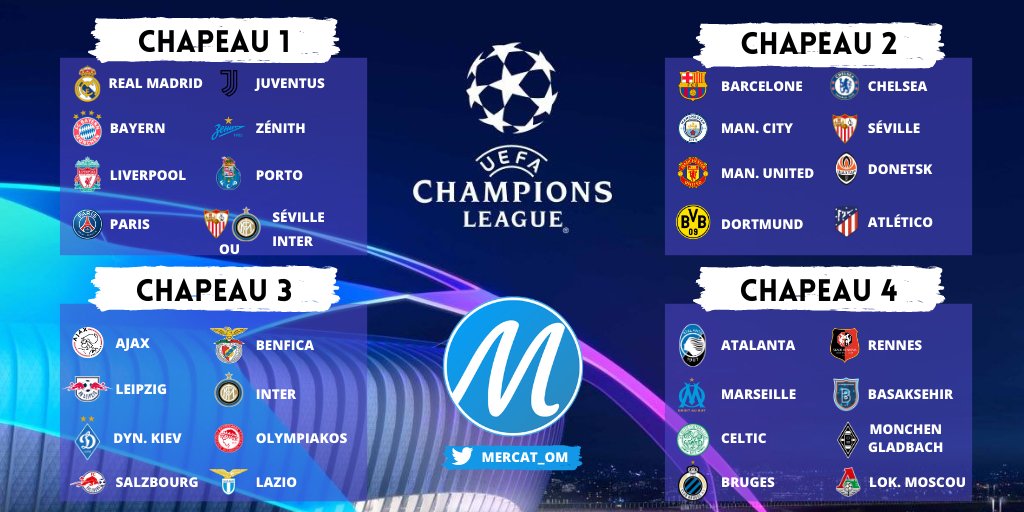 CHAPEAU 1
REAL MADRID
JUVENTUS
BAYERN
ZÉNITH
LIVERPOOL
PORTO
PARIS
OU
SÉVILLE
INTER
CHAPEAU 2
BARCELONE
CHELSEA
MAN. CITY
SÉVILLE
MAN. UNITED
DONETSK
DORTMUND
ATLÉTICO
UEFA
CHAMPIONS
LEAGUE®
CHAPEAU 3
AJAX
BENFICA
LEIPZIG
INTER
DYN. KIEV
OLYMPIAKOS
SALZBOURG
LAZIO
M
MERCAT_OM
CHAPEAU 4
ATALANTA
RENNES
MARSEILLE
BASAKSEHIR
CELTIC
MONCHEN
GLADBACH
BRUGES
LOK. MOSCOU